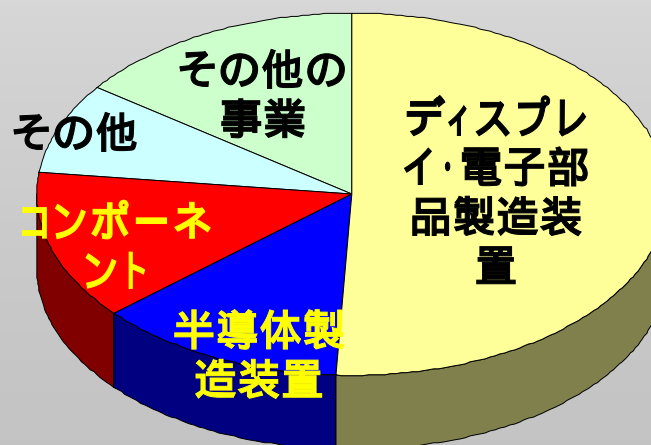 その他の
事業
ディスプレ
イ・電子部
品製造装
置
その他
コンポーネ
ント
半導体製
造装置